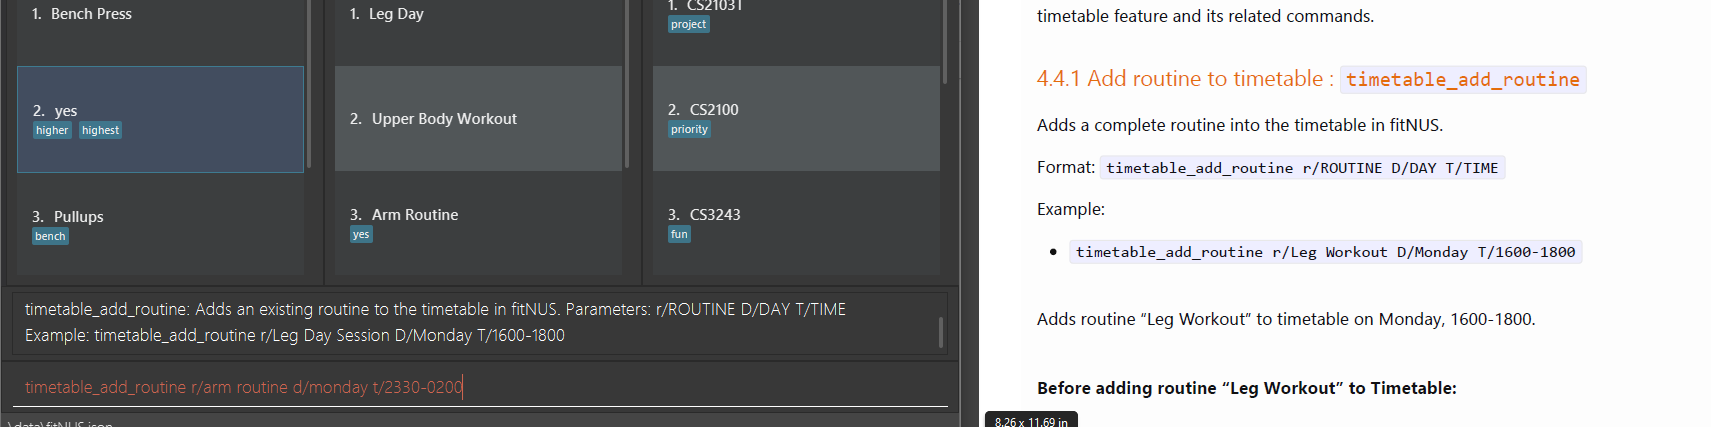 1. Bench Press
2. yes
higher highest
3. Pullups
bench
1. Leg Day
2. Upper Body Workout
3. Arm Routine
yes
1. CS2103T
project
2. CS2100
priority
3. CS3243
fun
timetable_add_routine: Adds an existing routine to the timetable in fitNUS. Parameters: r/ROUTINE D/DAY T/TIME
Example: timetable_add_routine r/Leg Day Session D/Monday T/1600-1800
timetable_add_routine r/arm routine d/monday t/2330-0200
\data\fitNUS.json
timetable feature and its related commands.
4.4.1 Add routine to timetable : timetable_add_routine
Adds a complete routine into the timetable in fitNUS.
Format: timetable_add_routine r/ROUTINE D/DAY T/TIME
Example:
• timetable_add_routine r/Leg Workout D/Monday T/1600-1800
Adds routine “Leg Workout” to timetable on Monday, 1600-1800.
Before adding routine “Leg Workout” to Timetable:
8.26 x 11.69 in